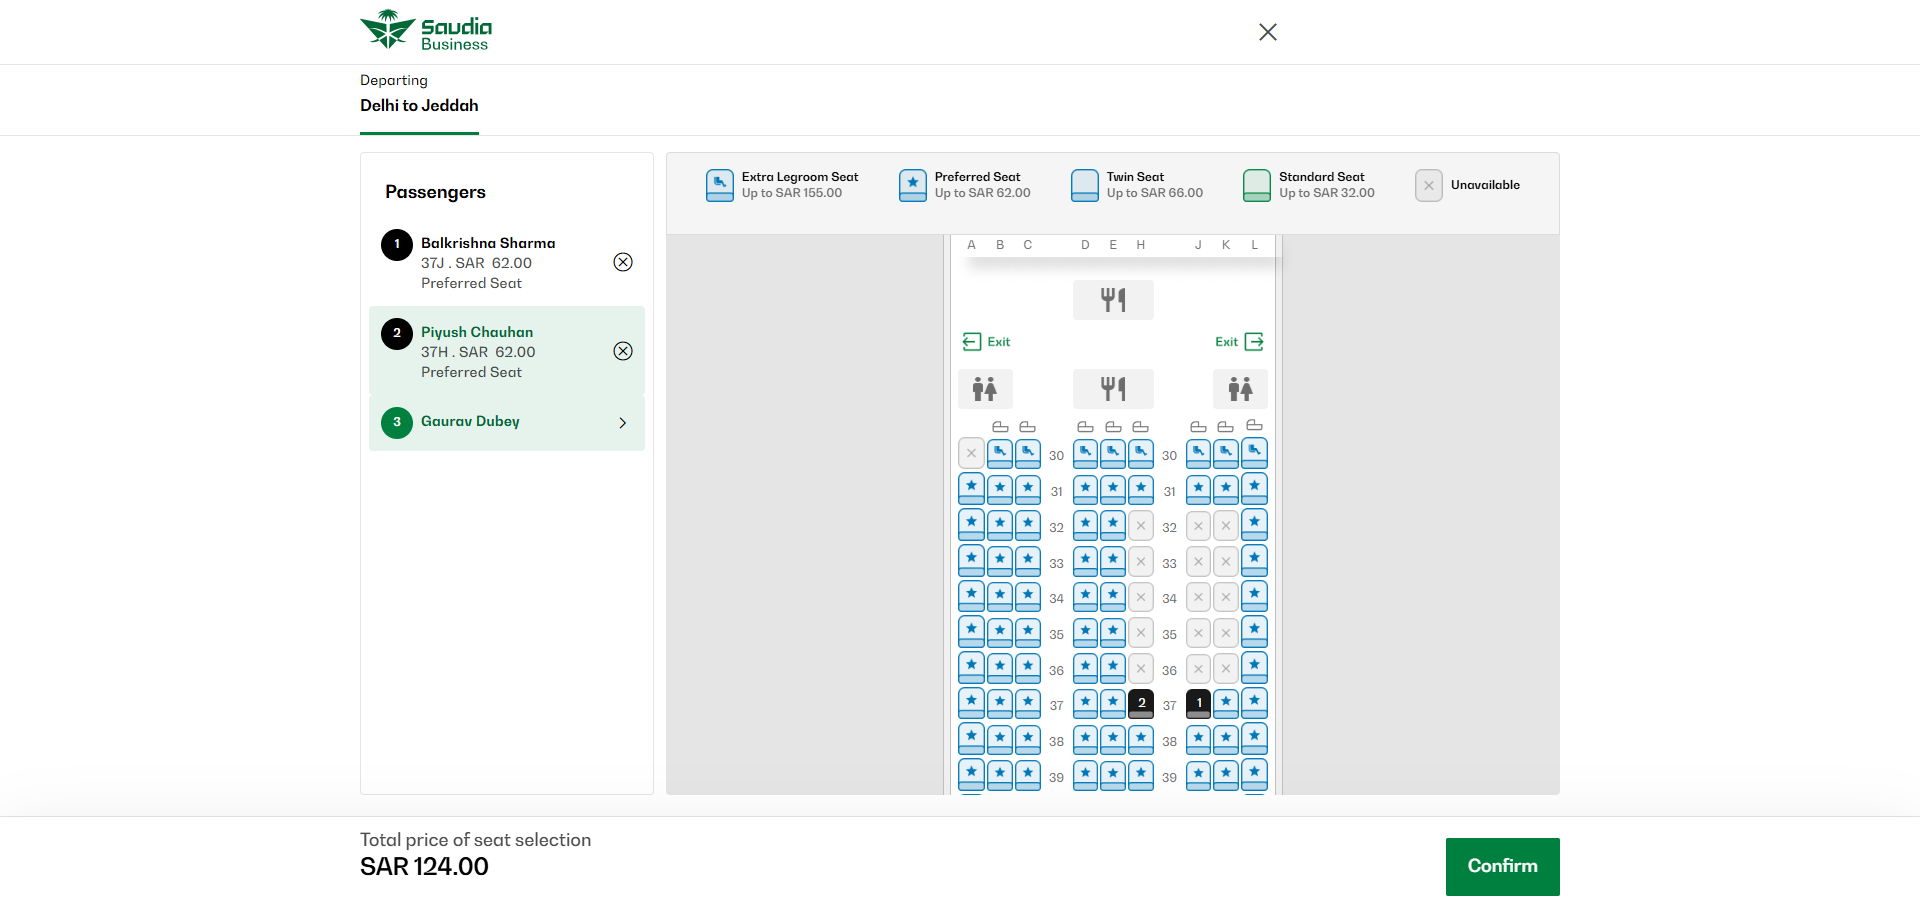 Saudia
Business
Departing
Delhi to Jeddah
Passengers
1
Balkrishna Sharma
37J . SAR 62.00
Preferred Seat
2
Piyush Chauhan
37H . SAR 62.00
Preferred Seat
3
Gaurav Dubey
Extra Legroom Seat
Up to SAR 155.00
Preferred Seat
Up to SAR 62.00
Twin Seat
Up to SAR 66.00
Standard Seat
Up to SAR 32.00
Unavailable
A B C D E H J K L
Exit Exit
30 30
31 31
32 32
33 33
34 34
35 35
36 36
37 2 37 1
38 38
39 39
Total price of seat selection
SAR 124.00
Confirm